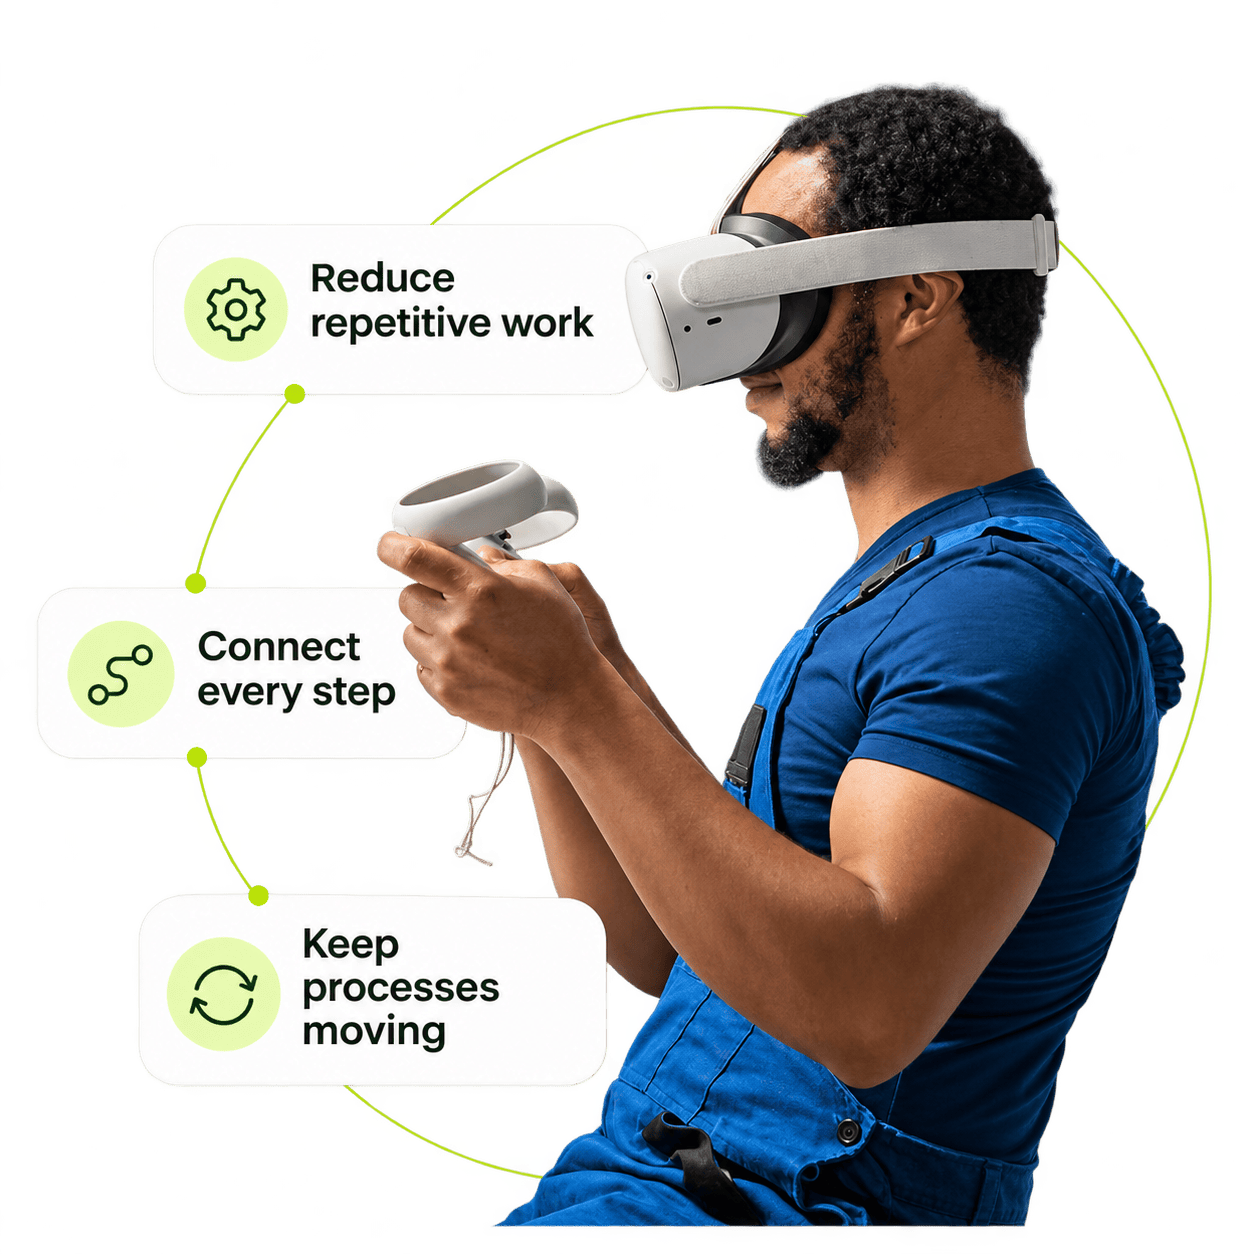 Reduce
repetitive work
Connect
every step
Keep
processes
moving